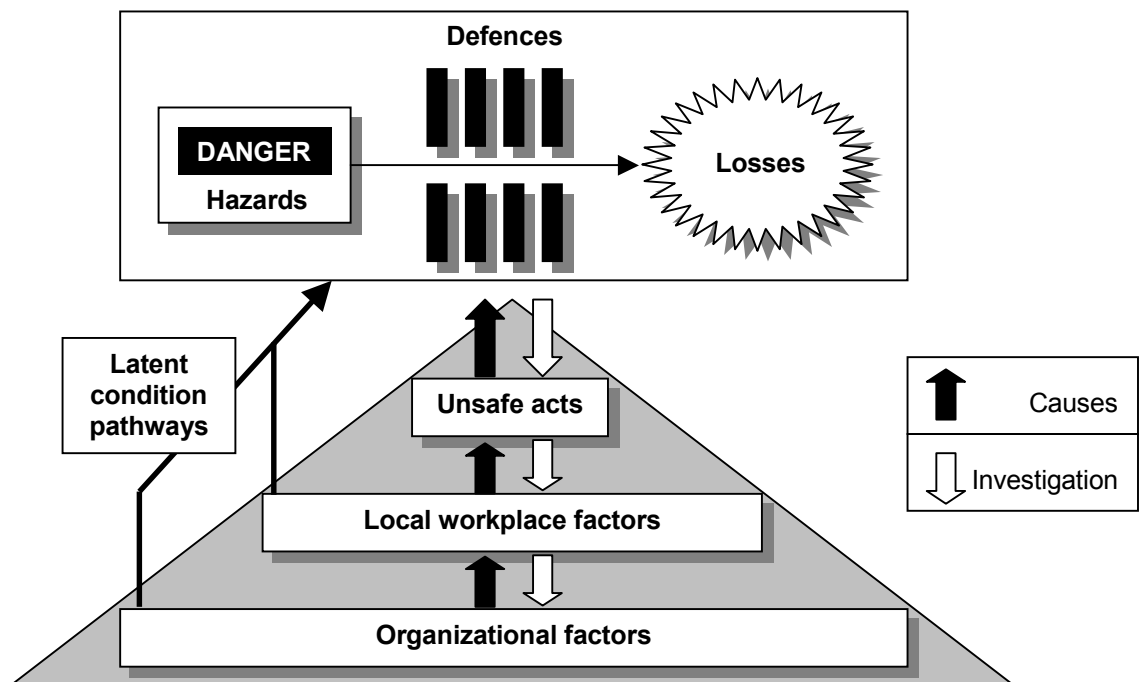 Defences
DANGER
Hazards
Losses
Latent
condition
pathways
Unsafe acts
Causes
Investigation
Local workplace factors
Organizational factors